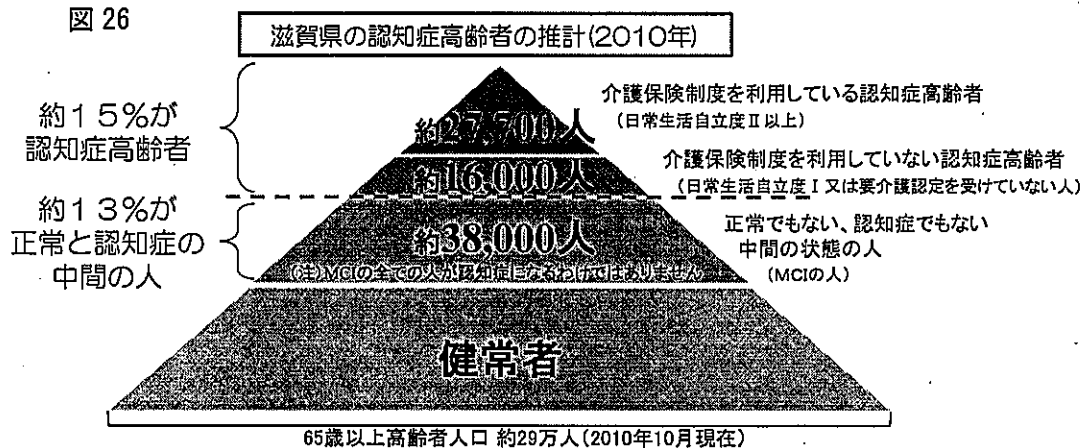 図 26
滋賀県の認知症高齢者の推計(2010年)
約15%が
認知症高齢者
約27,700人
介護保険制度を利用している認知症高齢者
(日常生活自立度Ⅱ以上)
約16,000人
介護保険制度を利用していない認知症高齢者
(日常生活自立度Ⅰ又は要介護認定を受けていない人)
約13%が
正常と認知症の
中間の人
約38,000人
(注)MCIの全ての人が認知症になるわけではありません
正常でもない、認知症でもない
中間の状態の人
(MCIの人)
健常者
65歳以上高齢者人口 約29万人(2010年10月現在)